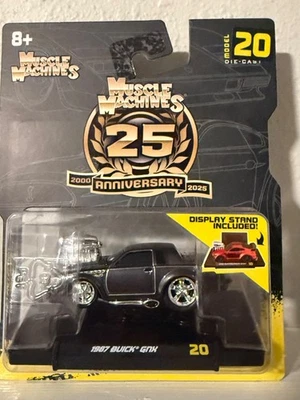 8+
MUSCLE
MACHINES
MODEL
20
DIE-CAST
MUSCLE
MACHINES
25
2000 ANNIVERSARY 2025
DISPLAY STAND
INCLUDED!
1987 BUICK® GNX
20